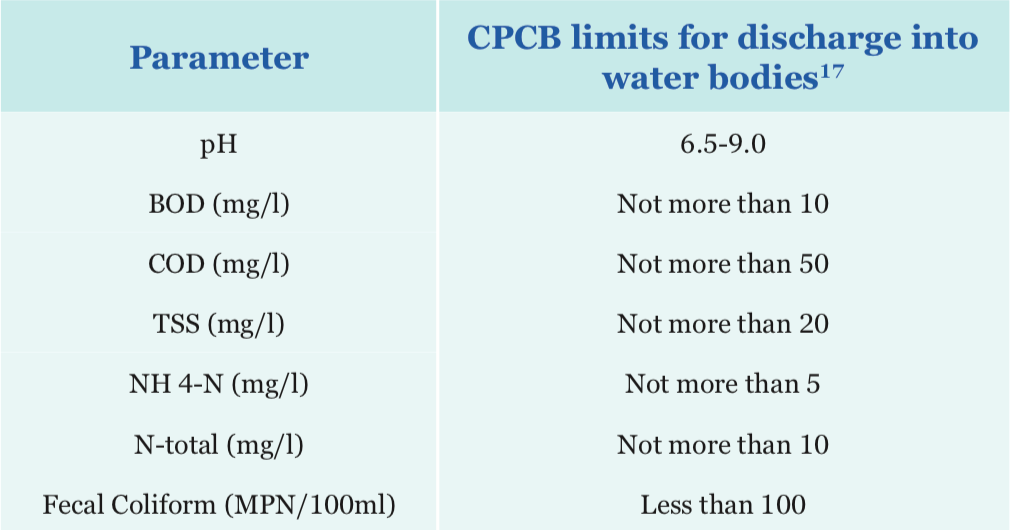 Parameter
CPCB limits for discharge into
water bodies¹⁷
pH
6.5-9.0
BOD (mg/l)
Not more than 10
COD (mg/l)
Not more than 50
TSS (mg/l)
Not more than 20
NH 4-N (mg/l)
Not more than 5
N-total (mg/l)
Not more than 10
Fecal Coliform (MPN/100ml)
Less than 100